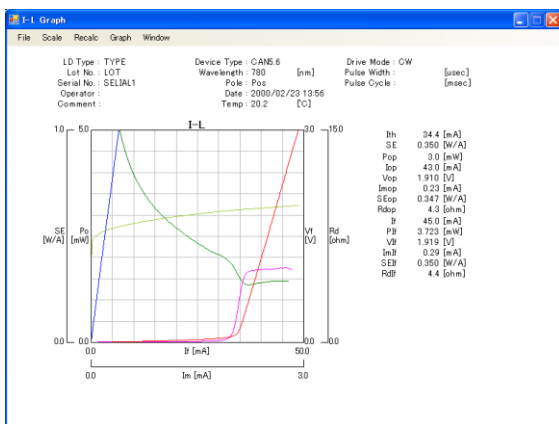 I-L Graph
File Scale Recalc Graph Window
LD Type : TYPE Device Type : CAN5.6 Drive Mode : CW
Lot No. : LOT Wavelength : 780 [nm] Pulse Width : [usec]
Serial No. : SELIAL1 Pole : Pos Pulse Cycle : [msec]
Operator : Date : 2000/02/23 13:56
Comment : Temp : 20.2 [℃]
I-L
1.0 5.0 3.0 15.0
SE Po Vf Rd
[W/A] [mW] [V] [ohm]
0.0 0.0 0.0 0.0
0.0 If [mA] 50.0
0.0 Im [mA] 3.0
Ith 34.4 [mA]
SE 0.350 [W/A]
Pop 3.0 [mW]
Iop 43.0 [mA]
Vop 1.910 [V]
Imop 0.23 [mA]
SEop 0.347 [W/A]
Rdop 4.3 [ohm]
If 45.0 [mA]
PIf 3.723 [mW]
VIf 1.919 [V]
ImIf 0.29 [mA]
SEIf 0.350 [W/A]
RdIf 4.4 [ohm]